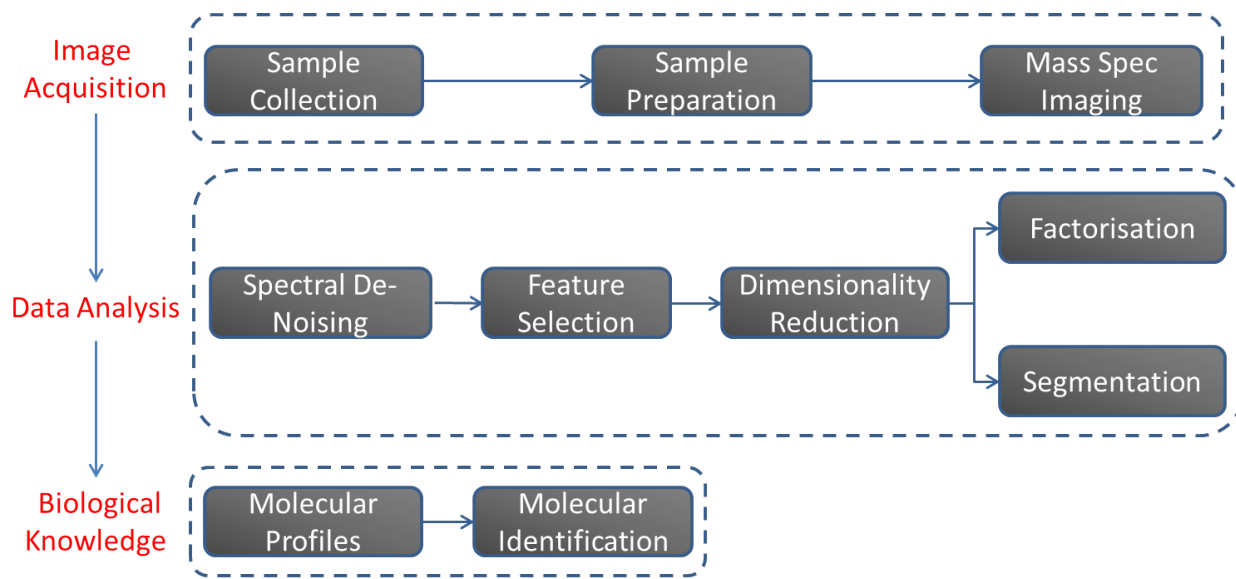 Image
Acquisition
Sample
Collection
Sample
Preparation
Mass Spec
Imaging
Data Analysis
Spectral De-
Noising
Feature
Selection
Dimensionality
Reduction
Factorisation
Segmentation
Biological
Knowledge
Molecular
Profiles
Molecular
Identification